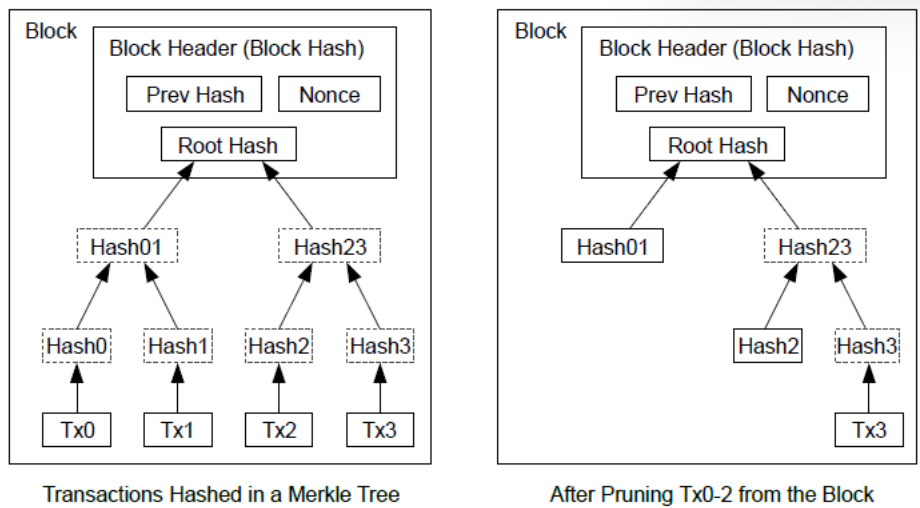 Block
Block Header (Block Hash)
Prev Hash
Nonce
Root Hash
Hash01
Hash23
Hash0
Hash1
Hash2
Hash3
Tx0
Tx1
Tx2
Tx3
Transactions Hashed in a Merkle Tree
Block
Block Header (Block Hash)
Prev Hash
Nonce
Root Hash
Hash01
Hash23
Hash2
Hash3
Tx3
After Pruning Tx0-2 from the Block